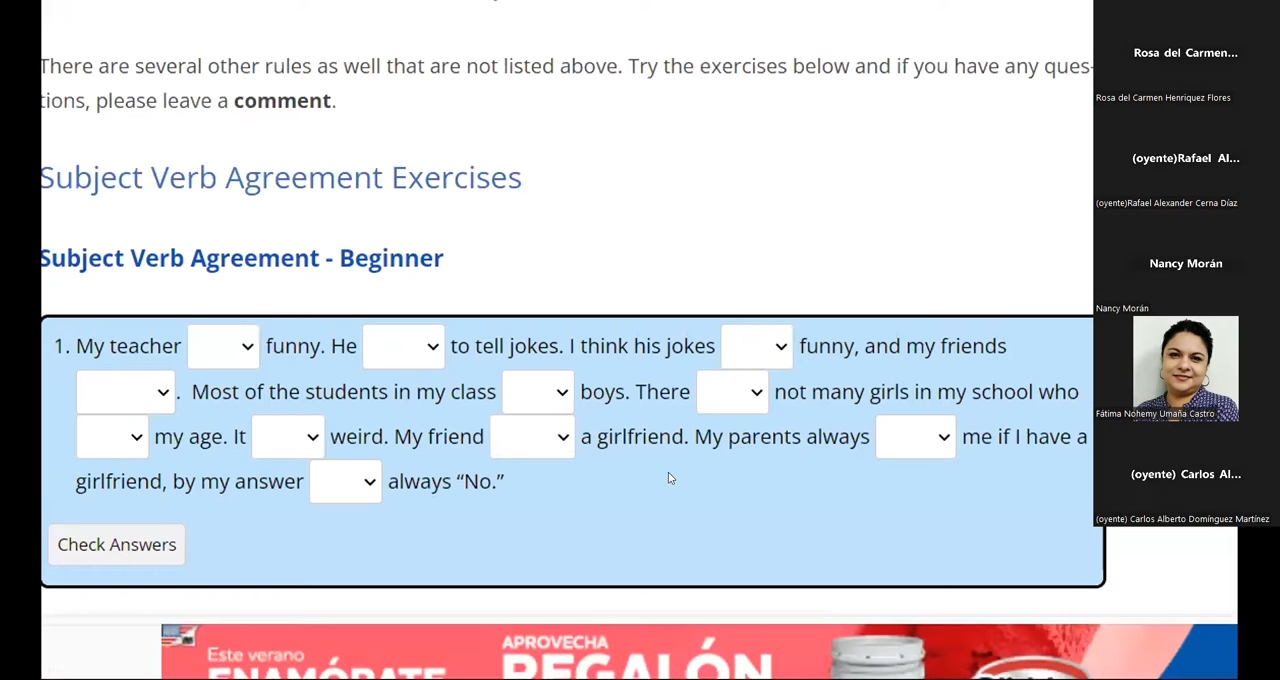 There are several other rules as well that are not listed above. Try the exercises below and if you have any ques-
tions, please leave a comment.
Subject Verb Agreement Exercises
Subject Verb Agreement - Beginner
1. My teacher funny. He to tell jokes. I think his jokes funny, and my friends
. Most of the students in my class boys. There not many girls in my school who
my age. It weird. My friend a girlfriend. My parents always me if I have a
girlfriend, by my answer always “No.”
Check Answers
Este verano
ENAMÓRATE
APROVECHA
REGALÓN
Rosa del Carmen...
Rosa del Carmen Henriquez Flores
(oyente)Rafael Al...
(oyente)Rafael Alexander Cerna Díaz
Nancy Morán
Nancy Morán
Fátima Nohemy Umaña Castro
(oyente) Carlos Al...
(oyente) Carlos Alberto Domínguez Martínez